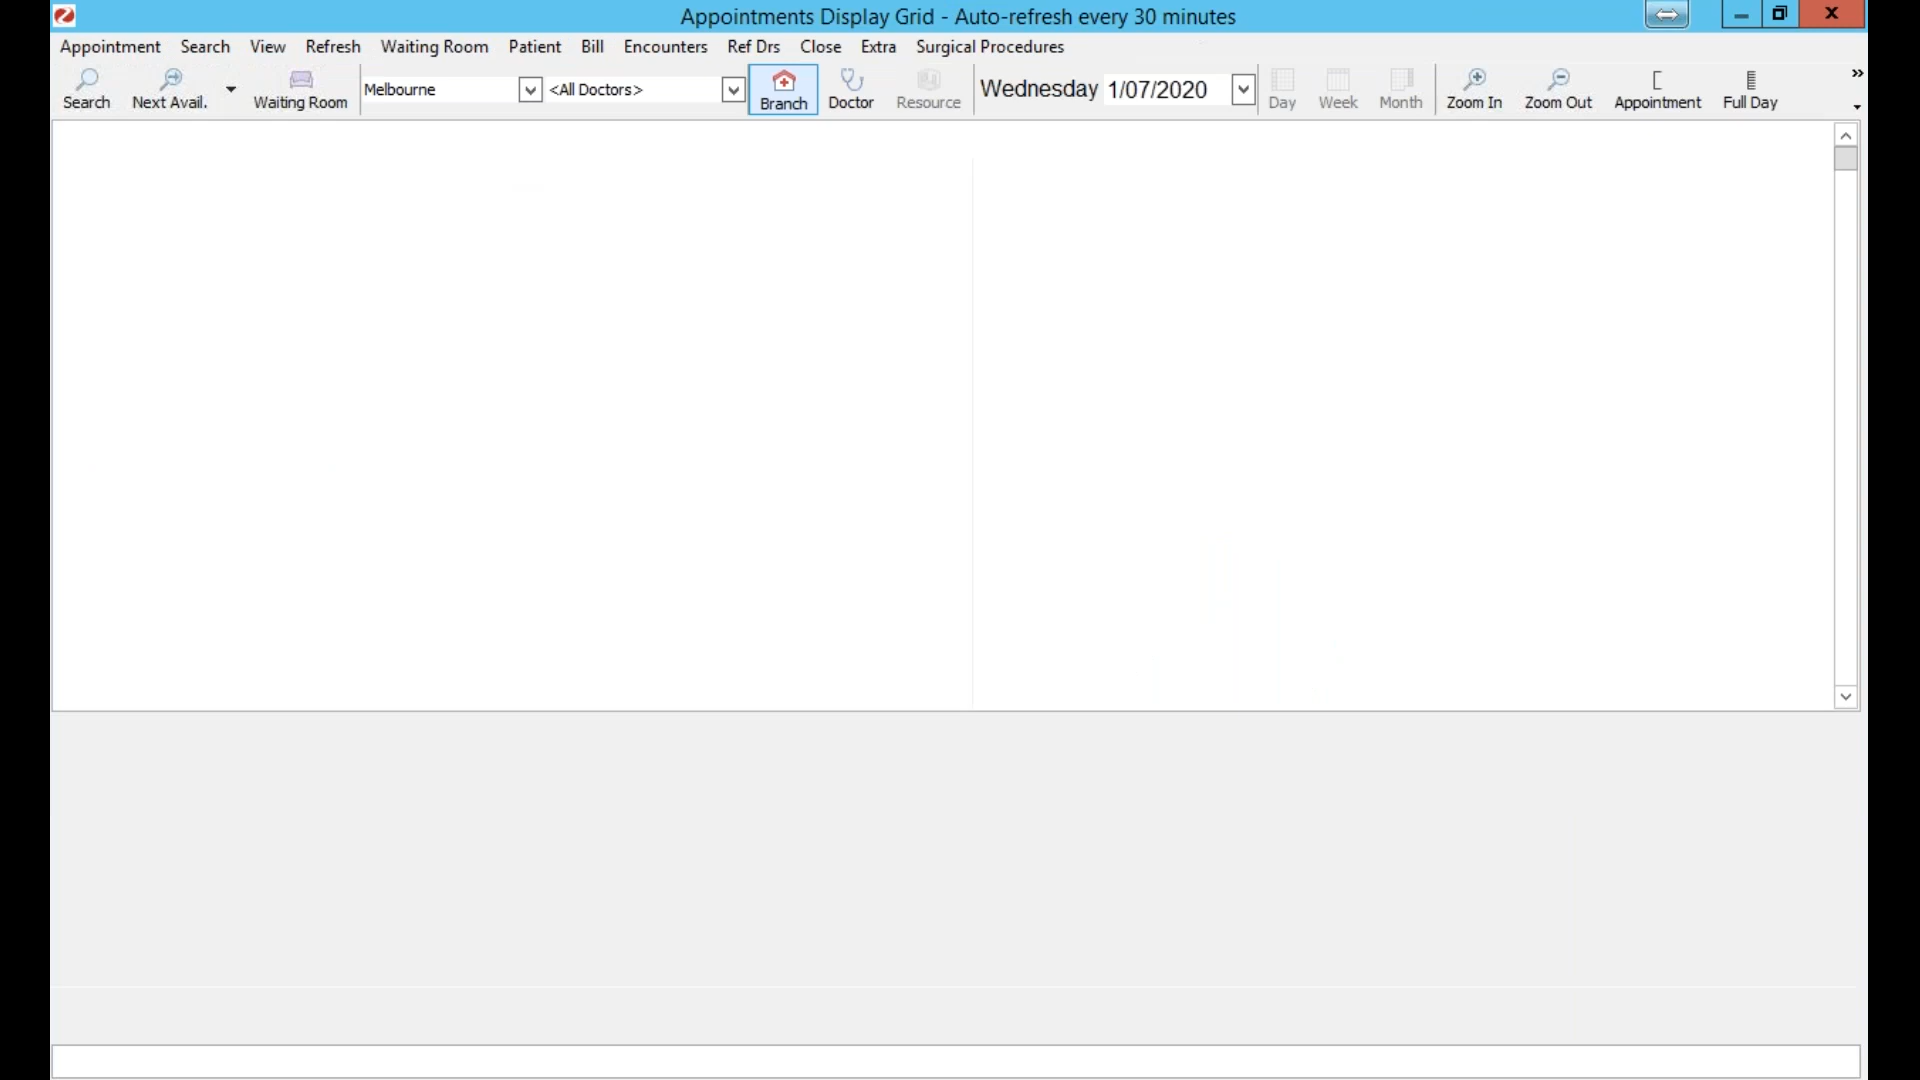 Appointments Display Grid - Auto-refresh every 30 minutes
Appointment Search View Refresh Waiting Room Patient Bill Encounters Ref Drs Close Extra Surgical Procedures
Search Next Avail. Waiting Room Melbourne <All Doctors> Branch Doctor Resource Wednesday 1/07/2020 Day Week Month Zoom In Zoom Out Appointment Full Day